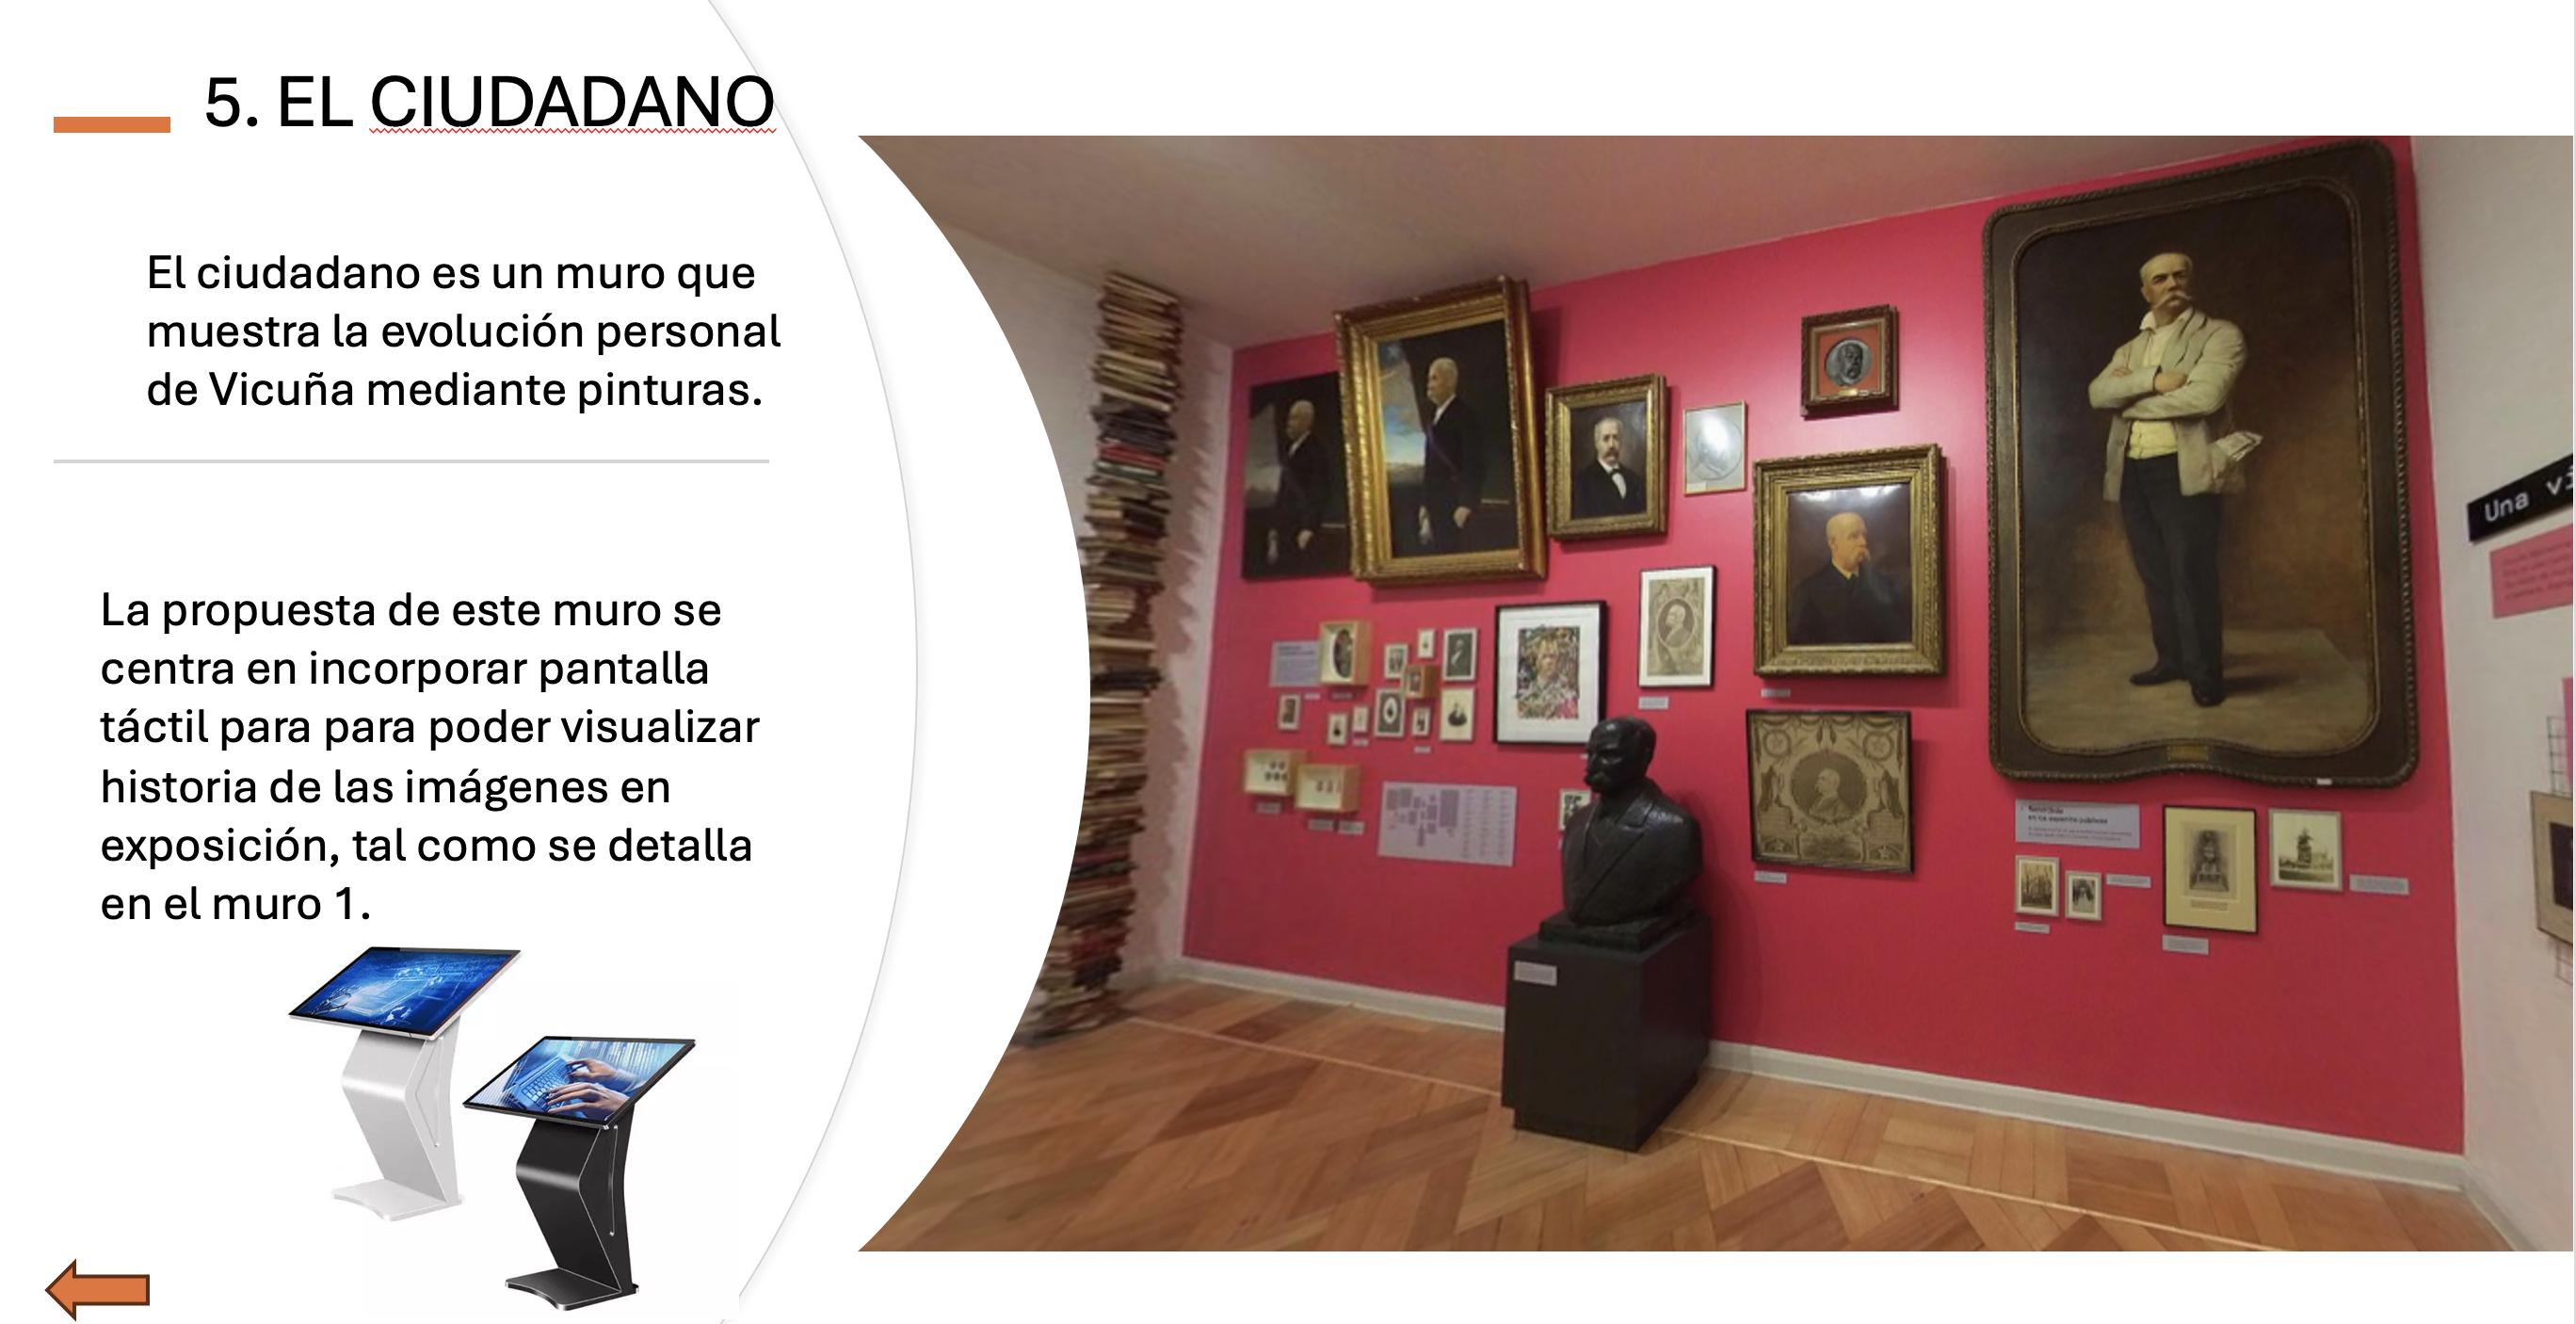 5. EL CIUDADANO
El ciudadano es un muro que
muestra la evolución personal
de Vicuña mediante pinturas.
La propuesta de este muro se
centra en incorporar pantalla
táctil para para poder visualizar
historia de las imágenes en
exposición, tal como se detalla
en el muro 1.
Una